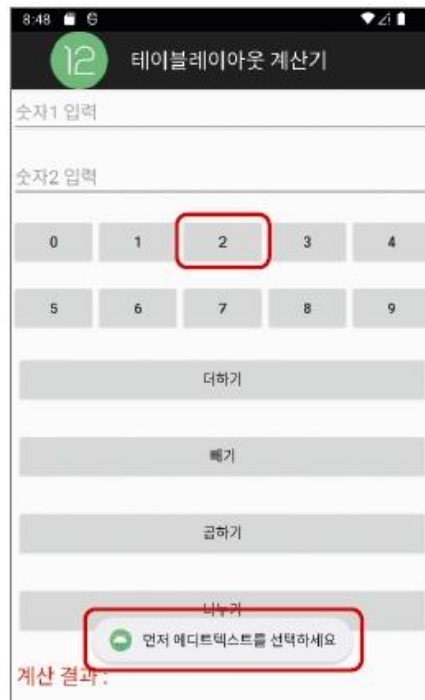 8:48
12 테이블레이아웃 계산기
숫자1 입력
숫자2 입력
0 1 2 3 4
5 6 7 8 9
더하기
빼기
곱하기
나누기
먼저 에디트텍스트를 선택하세요
계산 결과 :